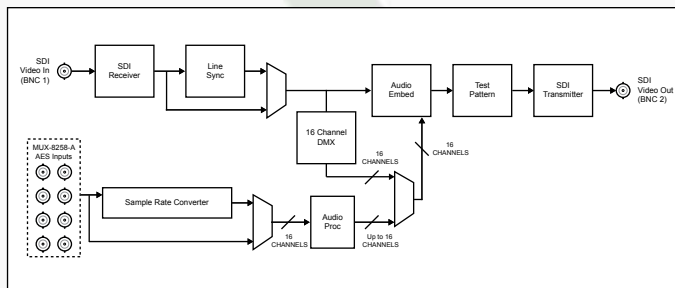 SDI
Video In
(BNC 1)
SDI
Receiver
Line
Sync
Audio
Embed
Test
Pattern
SDI
Transmitter
SDI
Video Out
(BNC 2)
16 Channel
DMX
16
CHANNELS
16
CHANNELS
MUX-8258-A
AES Inputs
Sample Rate Converter
16
CHANNELS
Audio
Proc
Up to 16
CHANNELS